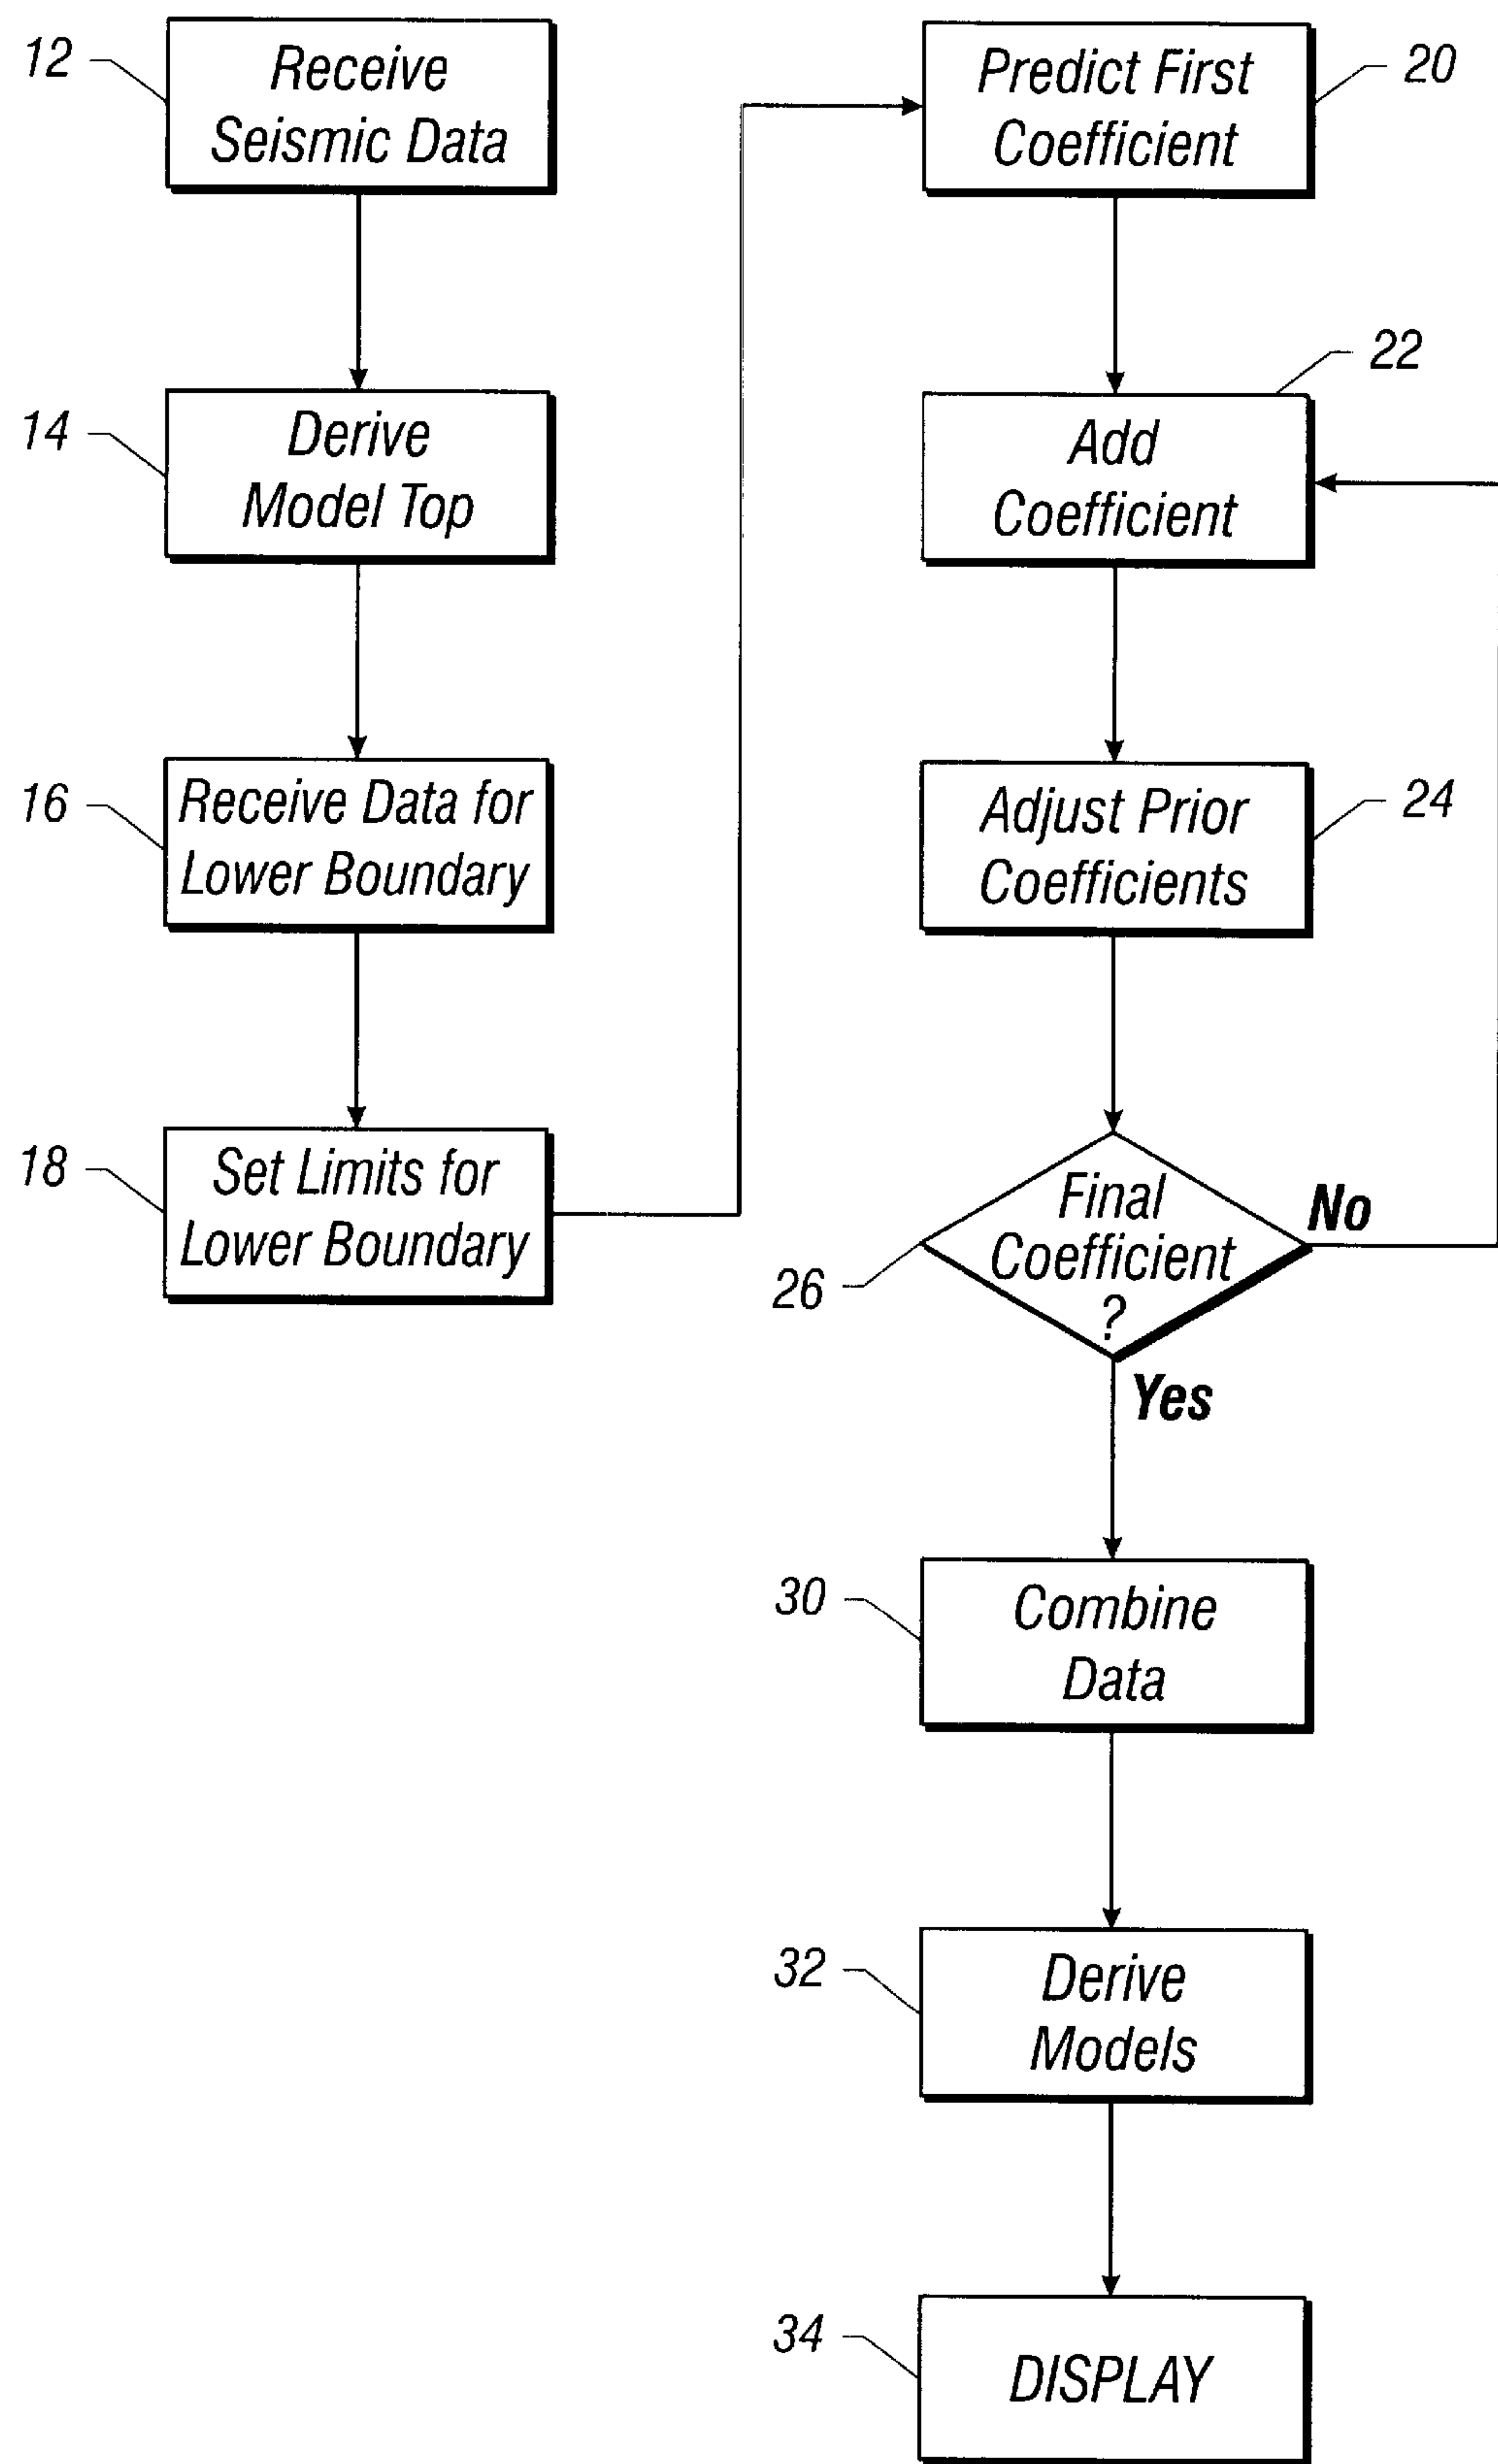 12
Receive
Seismic Data
14
Derive
Model Top
16
Receive Data for
Lower Boundary
18
Set Limits for
Lower Boundary
Predict First
Coefficient
20
22
Add
Coefficient
Adjust Prior
Coefficients
24
Final
Coefficient
?
26
No
Yes
30
Combine
Data
32
Derive
Models
34
DISPLAY